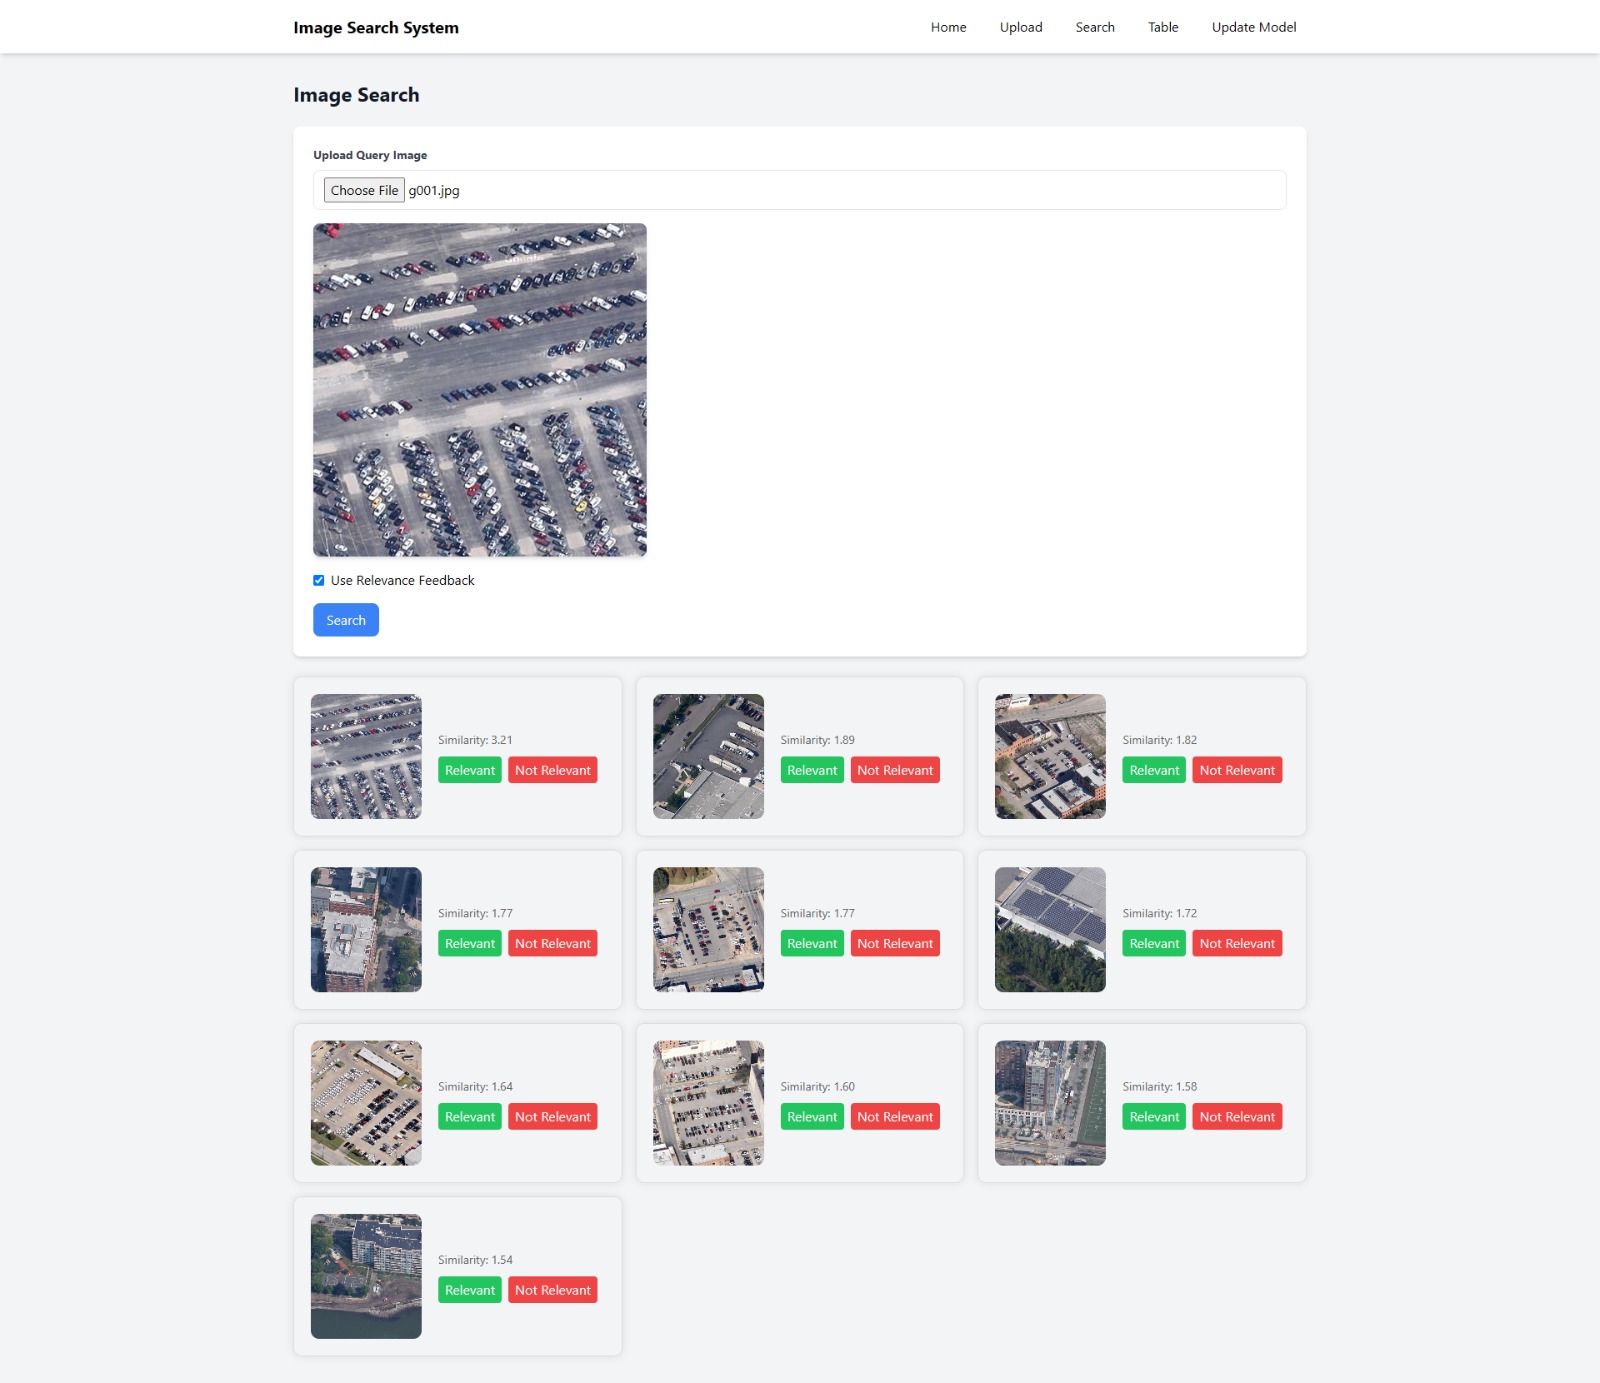 Image Search System
Home Upload Search Table Update Model
Image Search
Upload Query Image
Choose File g001.jpg
Google
Use Relevance Feedback
Search
Similarity: 3.21
Relevant Not Relevant
Similarity: 1.89
Relevant Not Relevant
Similarity: 1.82
Relevant Not Relevant
Similarity: 1.77
Relevant Not Relevant
Similarity: 1.77
Relevant Not Relevant
Similarity: 1.72
Relevant Not Relevant
Similarity: 1.64
Relevant Not Relevant
Similarity: 1.60
Relevant Not Relevant
Similarity: 1.58
Relevant Not Relevant
Similarity: 1.54
Relevant Not Relevant